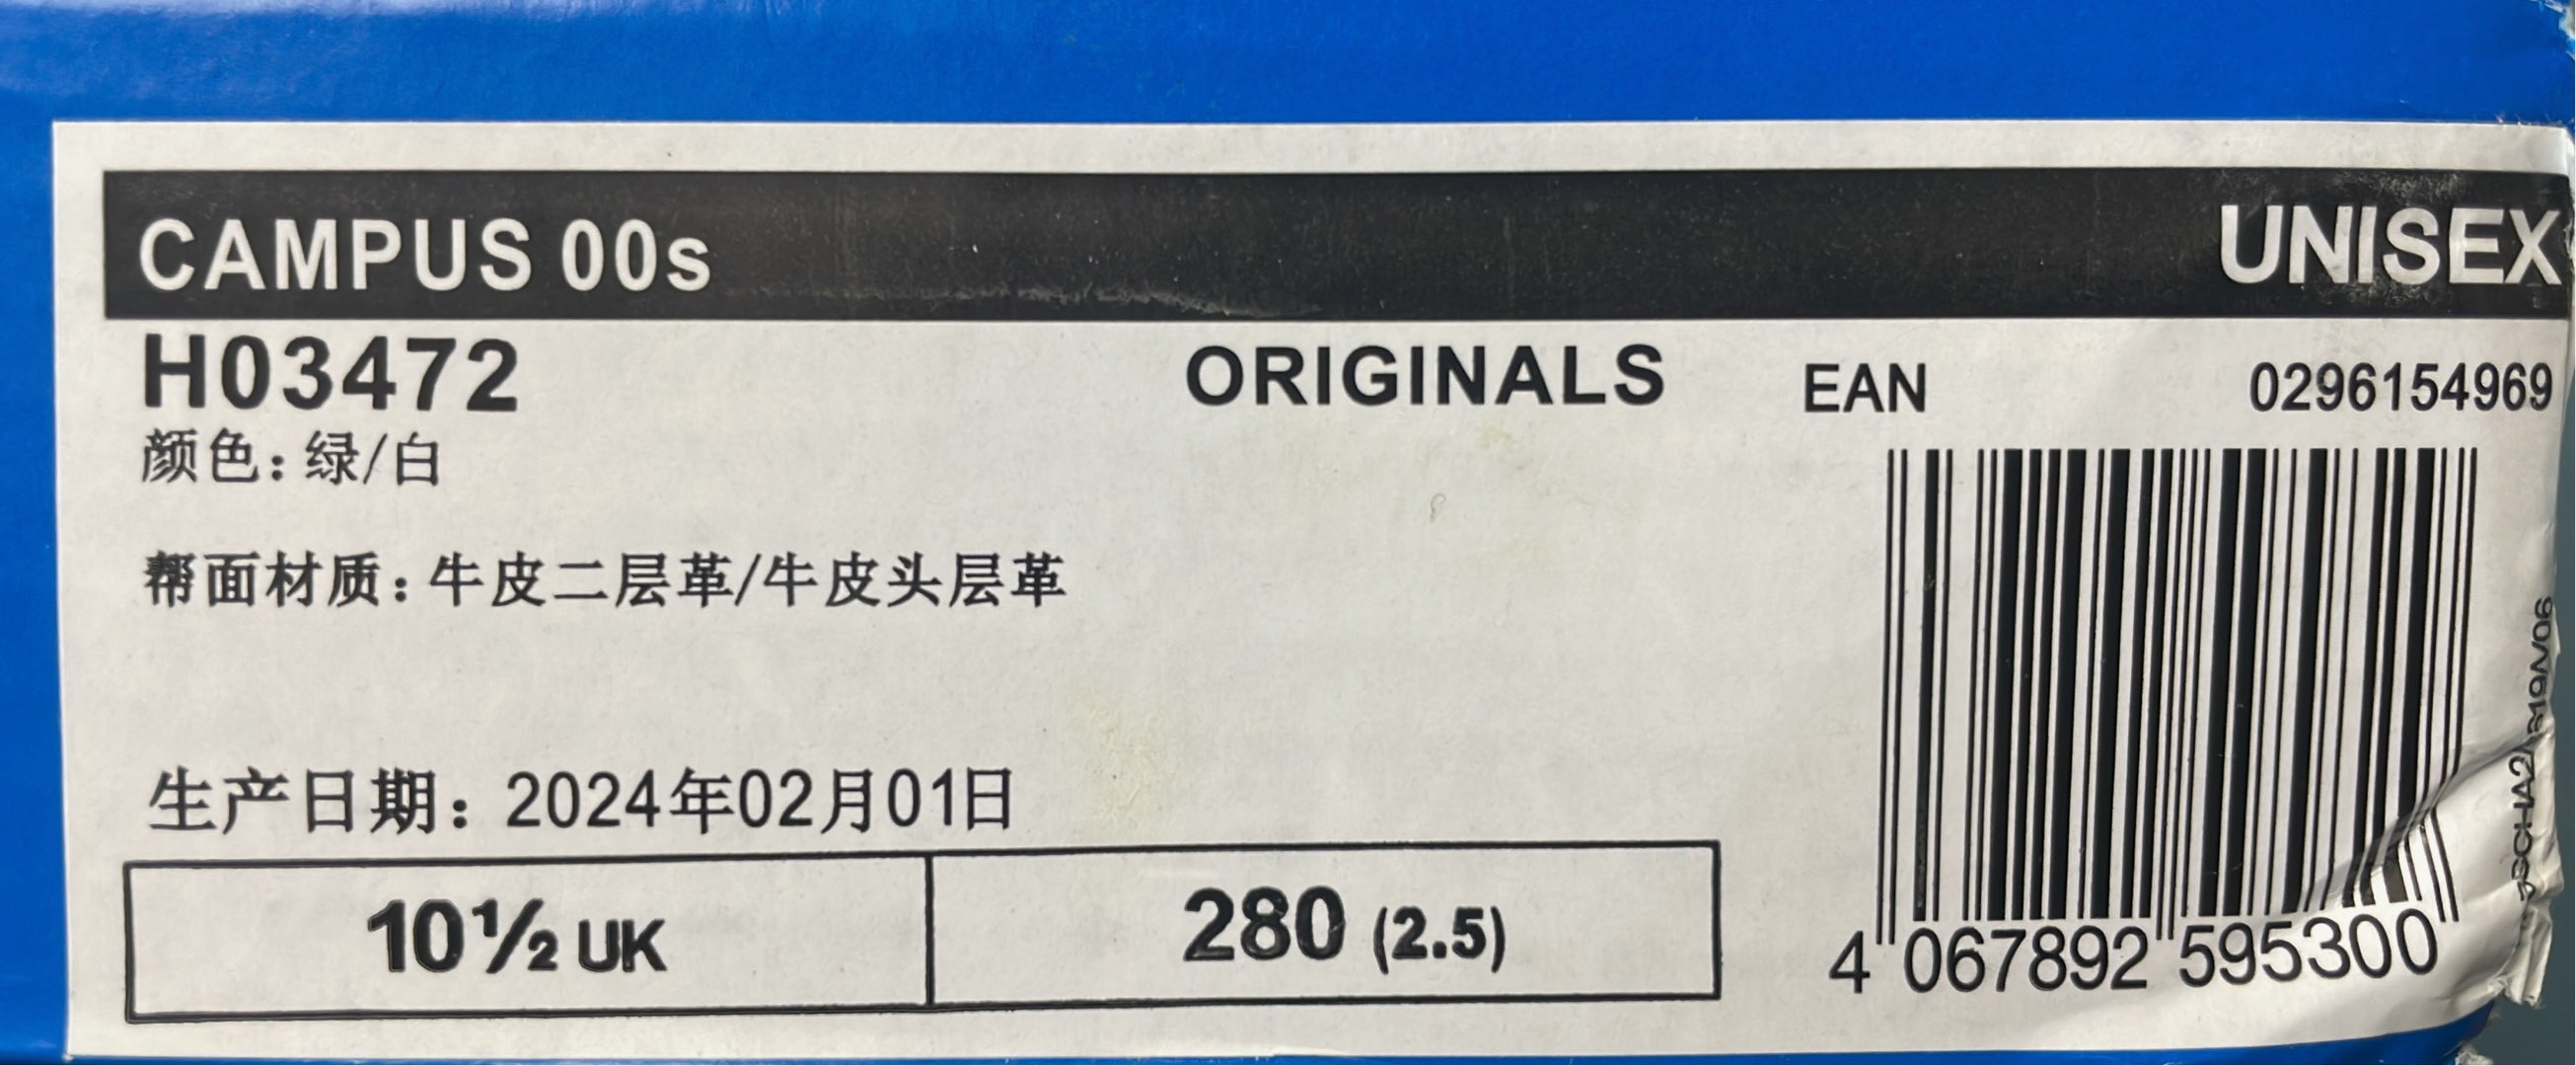 CAMPUS 00s UNISEX
H03472 ORIGINALS EAN 0296154969
颜色：绿/白
帮面材质：牛皮二层革/牛皮头层革
生产日期：2024年02月01日
10½ UK 280 (2.5)
4 067892 595300